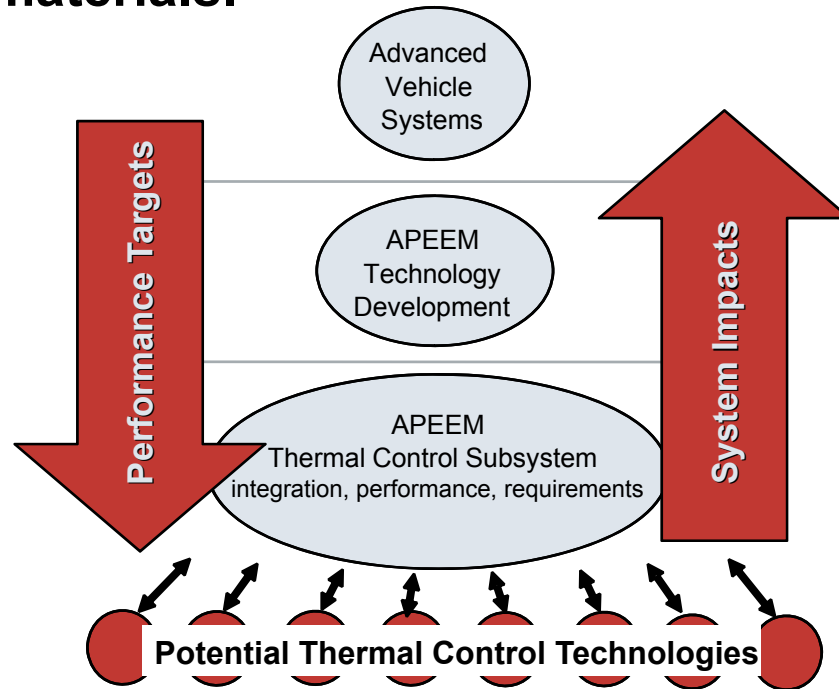 materials.
Advanced
Vehicle
Systems
Performance Targets
APEEM
Technology
Development
System Impacts
APEEM
Thermal Control Subsystem
integration, performance, requirements
Potential Thermal Control Technologies